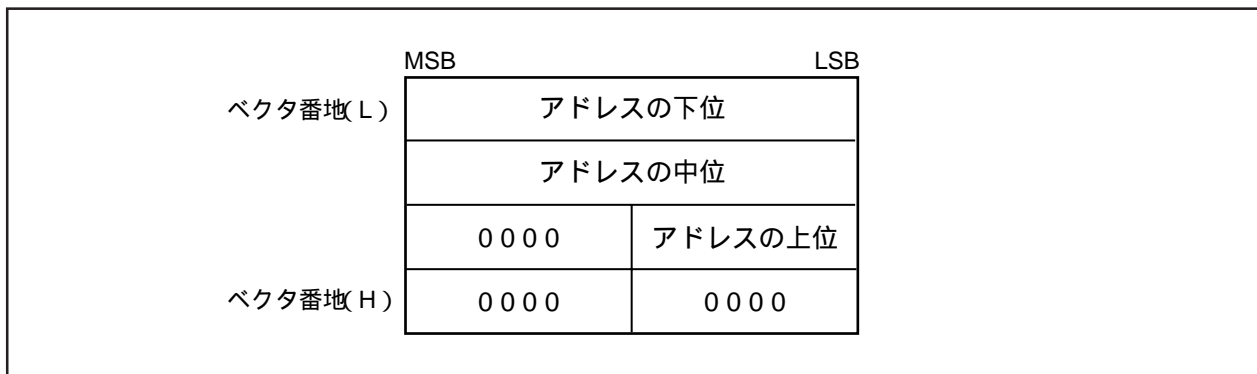 MSB LSB
ベクタ番地(L) アドレスの下位
アドレスの中位
0000 アドレスの上位
ベクタ番地(H) 0000 0000